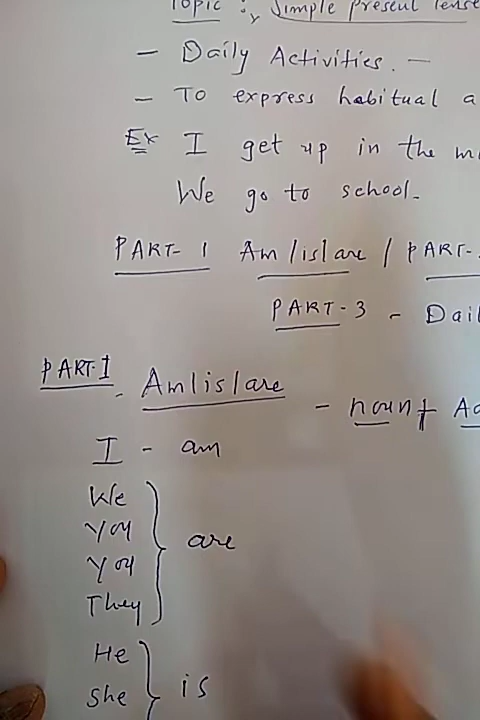 Topic :, Simple present tense
- Daily Activities. -
- To express habitual a
Ex I get up in the m
We go to school.
PART-1 Am/is/are / PART-
PART-3 - Dail
PART-I - Am/is/are - noun + Ad
I - am
We
You
You
They
are
He
She
is